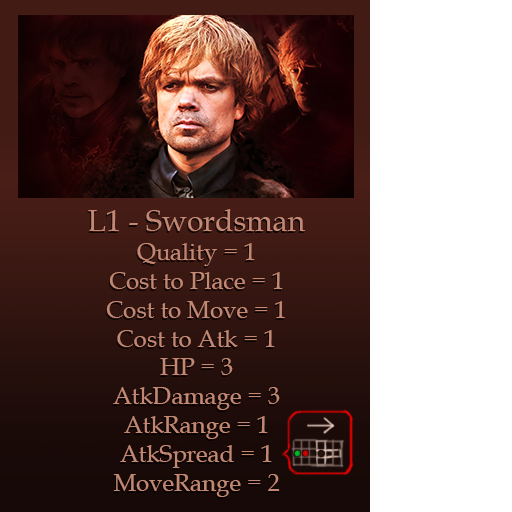 L1 - Swordsman
Quality = 1
Cost to Place = 1
Cost to Move = 1
Cost to Atk = 1
HP = 3
AtkDamage = 3
AtkRange = 1
AtkSpread = 1
MoveRange = 2